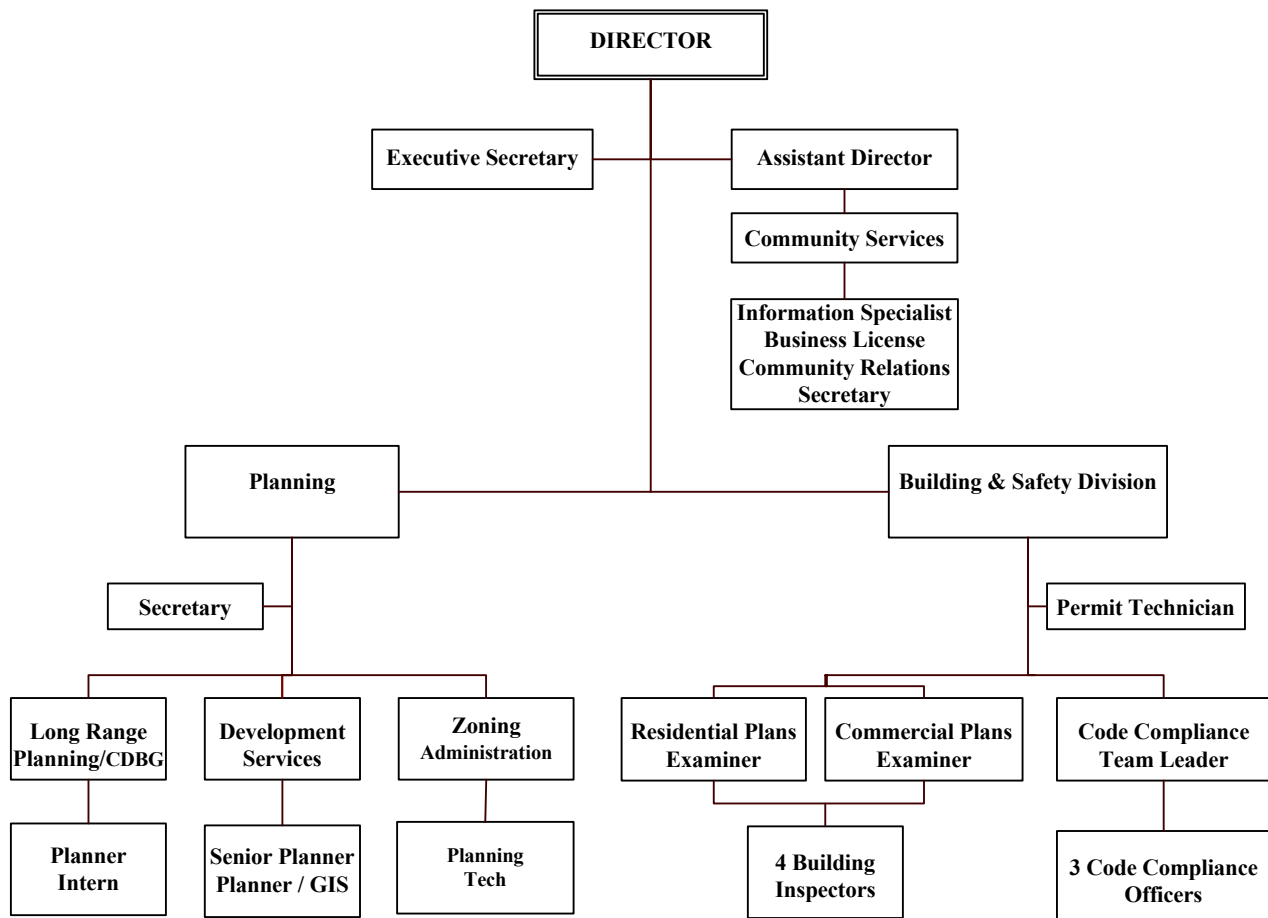 DIRECTOR
Executive Secretary
Assistant Director
Community Services
Information Specialist
Business License
Community Relations
Secretary
Planning
Building & Safety Division
Secretary
Permit Technician
Long Range
Planning/CDBG
Development
Services
Zoning
Administration
Residential Plans
Examiner
Commercial Plans
Examiner
Code Compliance
Team Leader
Planner
Intern
Senior Planner
Planner / GIS
Planning
Tech
4 Building
Inspectors
3 Code Compliance
Officers